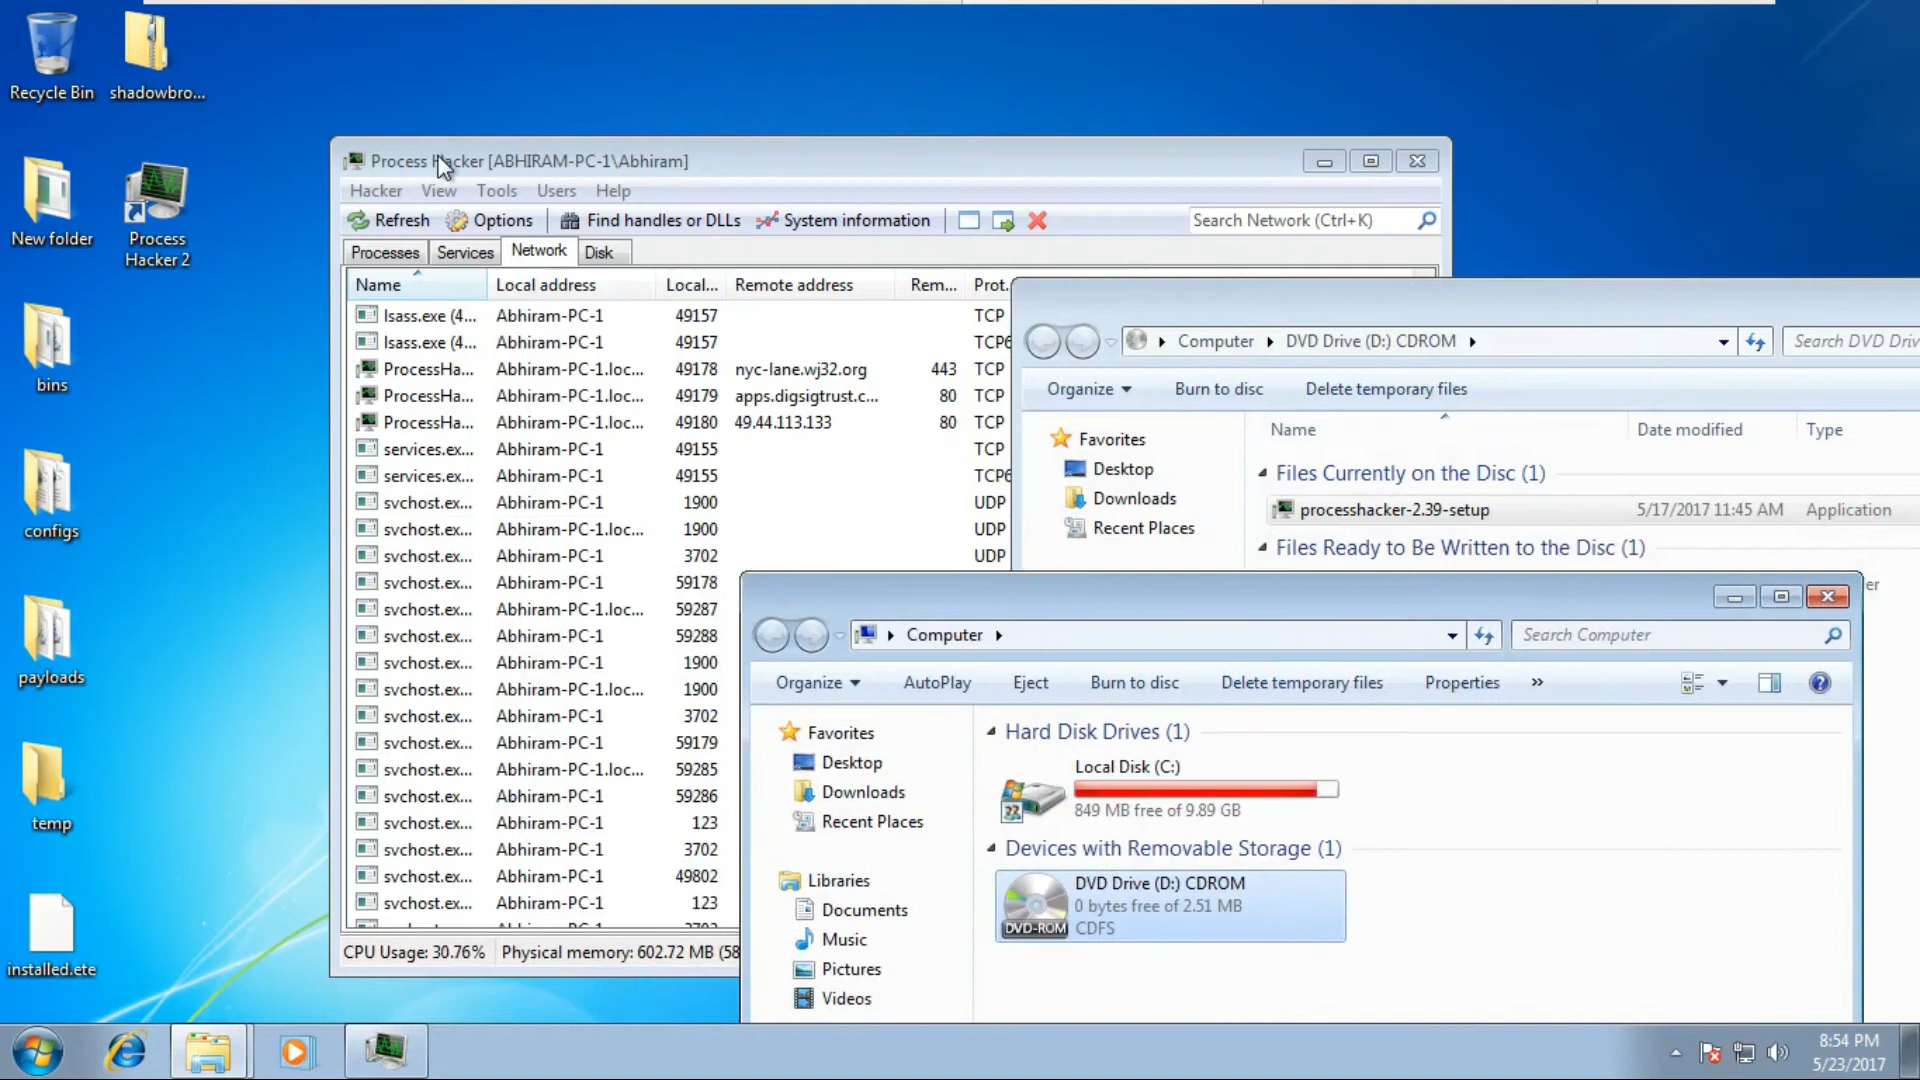 Recycle Bin
shadowbro...
New folder
Process
Hacker 2
bins
configs
payloads
temp
installed.ete
Process Hacker [ABHIRAM-PC-1\Abhiram]
Hacker View Tools Users Help
Refresh Options Find handles or DLLs System information Search Network (Ctrl+K)
Processes Services Network Disk
Name Local address Local... Remote address Rem... Prot.
lsass.exe (4... Abhiram-PC-1 49157 TCP
lsass.exe (4... Abhiram-PC-1 49157 TCP6
ProcessHa... Abhiram-PC-1.loc... 49178 nyc-lane.wj32.org 443 TCP
ProcessHa... Abhiram-PC-1.loc... 49179 apps.digsigtrust.c... 80 TCP
ProcessHa... Abhiram-PC-1.loc... 49180 49.44.113.133 80 TCP
services.ex... Abhiram-PC-1 49155 TCP
services.ex... Abhiram-PC-1 49155 TCP6
svchost.ex... Abhiram-PC-1 1900 UDP
svchost.ex... Abhiram-PC-1.loc... 1900 UDP
svchost.ex... Abhiram-PC-1 3702 UDP
svchost.ex... Abhiram-PC-1 59178
svchost.ex... Abhiram-PC-1.loc... 59287
svchost.ex... Abhiram-PC-1 59288
svchost.ex... Abhiram-PC-1 1900
svchost.ex... Abhiram-PC-1.loc... 1900
svchost.ex... Abhiram-PC-1 3702
svchost.ex... Abhiram-PC-1 59179
svchost.ex... Abhiram-PC-1.loc... 59285
svchost.ex... Abhiram-PC-1 59286
svchost.ex... Abhiram-PC-1 123
svchost.ex... Abhiram-PC-1 3702
svchost.ex... Abhiram-PC-1 49802
svchost.ex... Abhiram-PC-1 123
CPU Usage: 30.76% Physical memory: 602.72 MB (58
Computer DVD Drive (D:) CDROM Search DVD Driv
Organize Burn to disc Delete temporary files
Favorites
Desktop
Downloads
Recent Places
Name Date modified Type
Files Currently on the Disc (1)
processhacker-2.39-setup 5/17/2017 11:45 AM Application
Files Ready to Be Written to the Disc (1)
er
Computer Search Computer
Organize AutoPlay Eject Burn to disc Delete temporary files Properties »
Favorites
Desktop
Downloads
Recent Places
Libraries
Documents
Music
Pictures
Videos
Hard Disk Drives (1)
Local Disk (C:)
849 MB free of 9.89 GB
Devices with Removable Storage (1)
DVD Drive (D:) CDROM
0 bytes free of 2.51 MB
CDFS
DVD-ROM
8:54 PM
5/23/2017